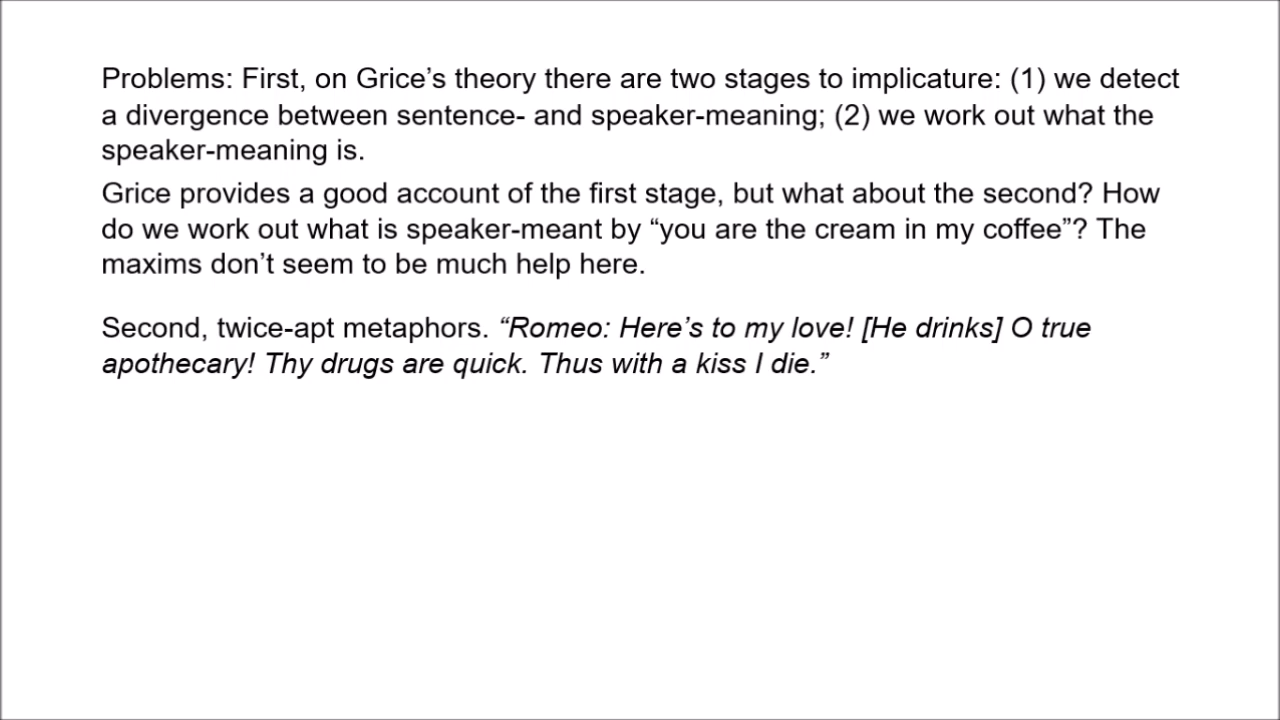 Problems: First, on Grice’s theory there are two stages to implicature: (1) we detect
a divergence between sentence- and speaker-meaning; (2) we work out what the
speaker-meaning is.
Grice provides a good account of the first stage, but what about the second? How
do we work out what is speaker-meant by “you are the cream in my coffee”? The
maxims don’t seem to be much help here.
Second, twice-apt metaphors. “Romeo: Here’s to my love! [He drinks] O true
apothecary! Thy drugs are quick. Thus with a kiss I die.”